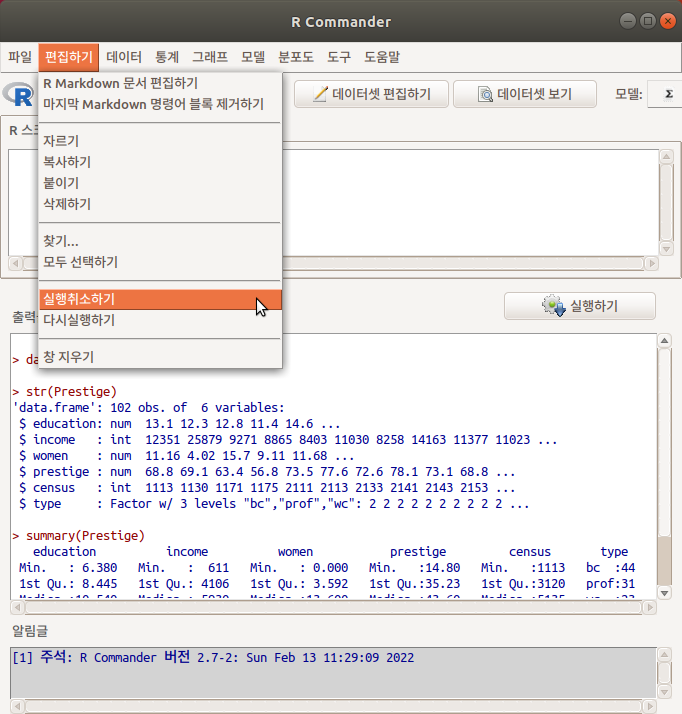 R Commander
파일 편집하기 데이터 통계 그래프 모델 분포도 도구 도움말
R Markdown 문서 편집하기
마지막 Markdown 명령어 블록 제거하기
자르기
복사하기
붙이기
삭제하기
찾기...
모두 선택하기
실행취소하기
다시실행하기
창 지우기
R 데이터셋 편집하기 데이터셋 보기 모델: Σ
R 스
실행하기
출력
> da
> str(Prestige)
'data.frame': 102 obs. of  6 variables:
$ education: num  13.1 12.3 12.8 11.4 14.6 ...
$ income   : int  12351 25879 9271 8865 8403 11030 8258 14163 11377 11023 ...
$ women    : num  11.16 4.02 15.7 9.11 11.68 ...
$ prestige : num  68.8 69.1 63.4 56.8 73.5 77.6 72.6 78.1 73.1 68.8 ...
$ census   : int  1113 1130 1171 1175 2111 2113 2133 2141 2143 2153 ...
$ type     : Factor w/ 3 levels "bc","prof","wc": 2 2 2 2 2 2 2 2 2 2 ...
> summary(Prestige)
education income women prestige census type
Min.   : 6.380   Min.   :  611   Min.   : 0.000   Min.   :14.80   Min.   :1113   bc  :44
1st Qu.: 8.445   1st Qu.: 4106   1st Qu.: 3.592   1st Qu.:35.23   1st Qu.:3120   prof:31
알림글
[1] 주석: R Commander 버전 2.7-2: Sun Feb 13 11:29:09 2022